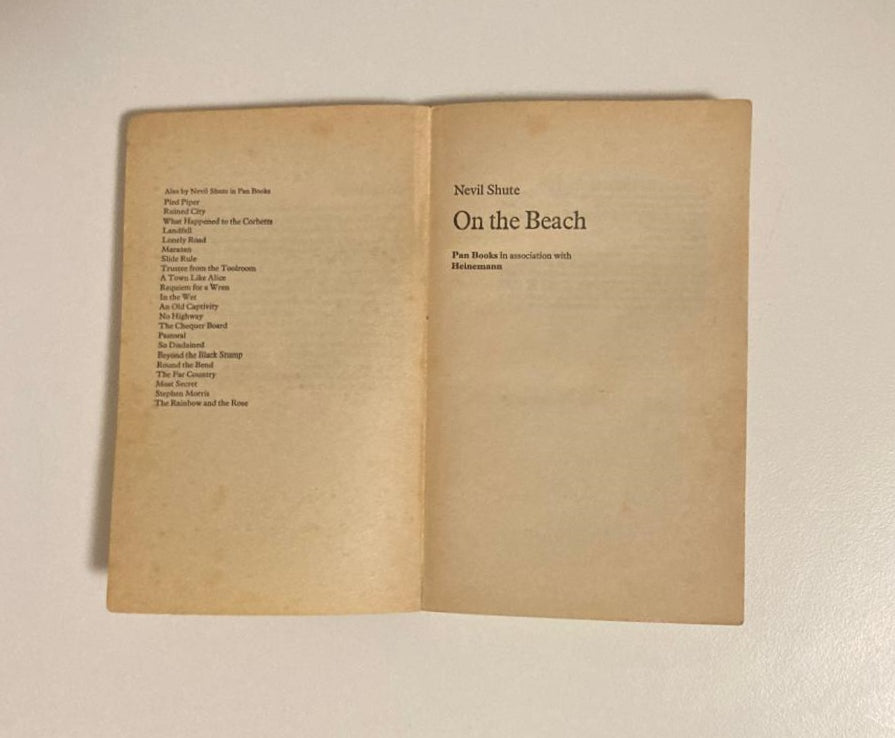 Also by Nevil Shute in Pan Books
Pied Piper
Ruined City
What Happened to the Corbetts
Landfall
Lonely Road
Marazan
Slide Rule
Trustee from the Toolroom
A Town Like Alice
Requiem for a Wren
In the Wet
An Old Captivity
No Highway
The Chequer Board
Pastoral
So Disdained
Beyond the Black Stump
Round the Bend
The Far Country
Most Secret
Stephen Morris
The Rainbow and the Rose
Nevil Shute
On the Beach
Pan Books in association with
Heinemann